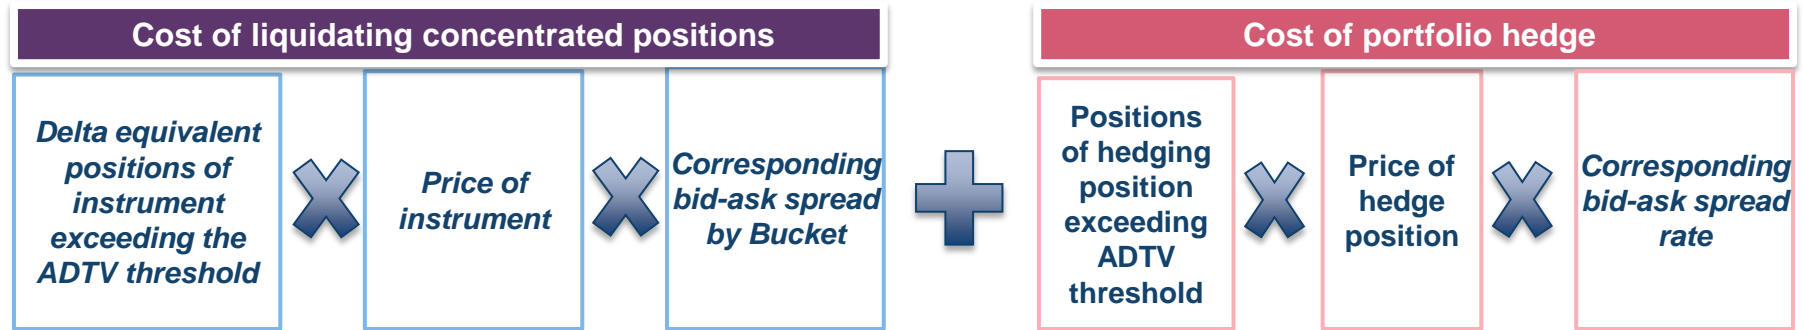 Cost of liquidating concentrated positions
Delta equivalent
positions of
instrument
exceeding the
ADTV threshold
Price of
instrument
Corresponding
bid-ask spread
by Bucket
Cost of portfolio hedge
Positions
of hedging
position
exceeding
ADTV
threshold
Price of
hedge
position
Corresponding
bid-ask spread
rate